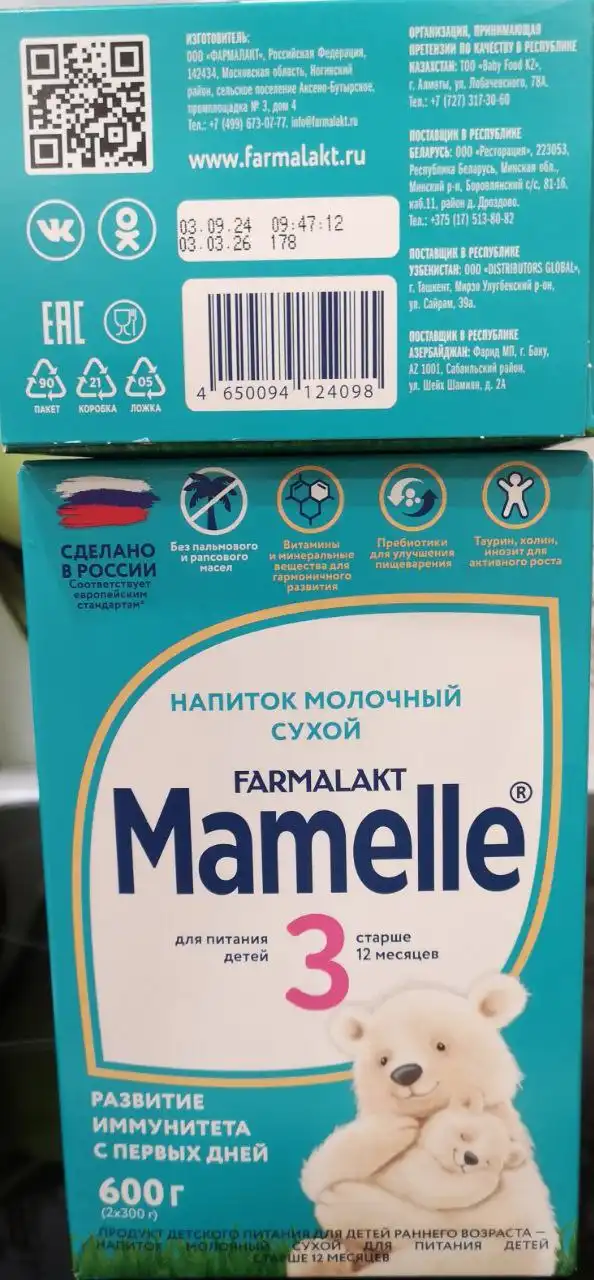 ИЗГОТОВИТЕЛЬ:
ООО «ФАРМАЛАКТ», Российская Федерация,
142434, Московская область, Ногинский
район, сельское поселение Аксено-Бутырское,
промплощадка № 3, дом 4
Тел.: +7 (499) 673-07-77, info@farmalakt.ru
www.farmalakt.ru
03.09.24 09:47:12
03.03.26 178
EAC
90
21
05
ПАКЕТ
КОРОБКА
ЛОЖКА
4 650094 124098
ОРГАНИЗАЦИЯ, ПРИНИМАЮЩАЯ
ПРЕТЕНЗИИ ПО КАЧЕСТВУ В РЕСПУБЛИКЕ
КАЗАХСТАН: ТОО «Baby Food KZ»,
г. Алматы, ул. Лобачевского, 78А.
Тел.: +7 (727) 317-30-60
ПОСТАВЩИК В РЕСПУБЛИКУ
БЕЛАРУСЬ: ООО «Ресторация», 223053,
Республика Беларусь, Минская обл.,
Минский р-н, Боровлянский с/с, 81-16,
каб.11, район д. Дроздово.
Тел.: +375 (17) 513-80-82
ПОСТАВЩИК В РЕСПУБЛИКУ
УЗБЕКИСТАН: ООО «DISTRIBUTORS GLOBAL»,
г. Ташкент, Мирзо Улугбекский р-он,
ул. Сайрам, 39а.
ПОСТАВЩИК В РЕСПУБЛИКУ
АЗЕРБАЙДЖАН: Фарид МП, г. Баку,
AZ 1001, Сабаильский район,
ул. Шейх Шамиля, д. 2А
СДЕЛАНО
В РОССИИ
Соответствует
европейским
стандартам*
Без пальмового
и рапсового
масел
Витамины
и минеральные
вещества для
гармоничного
развития
Пребиотики
для улучшения
пищеварения
Таурин, холин,
инозит для
активного роста
НАПИТОК МОЛОЧНЫЙ
СУХОЙ
FARMALAKT
Mamelle®
для питания
детей
3
старше
12 месяцев
РАЗВИТИЕ
ИММУНИТЕТА
С ПЕРВЫХ ДНЕЙ
600 г
(2x300 г)
ПРОДУКТ ДЕТСКОГО ПИТАНИЯ ДЛЯ ДЕТЕЙ РАННЕГО ВОЗРАСТА –
НАПИТОК МОЛОЧНЫЙ СУХОЙ ДЛЯ ПИТАНИЯ ДЕТЕЙ
СТАРШЕ 12 МЕСЯЦЕВ